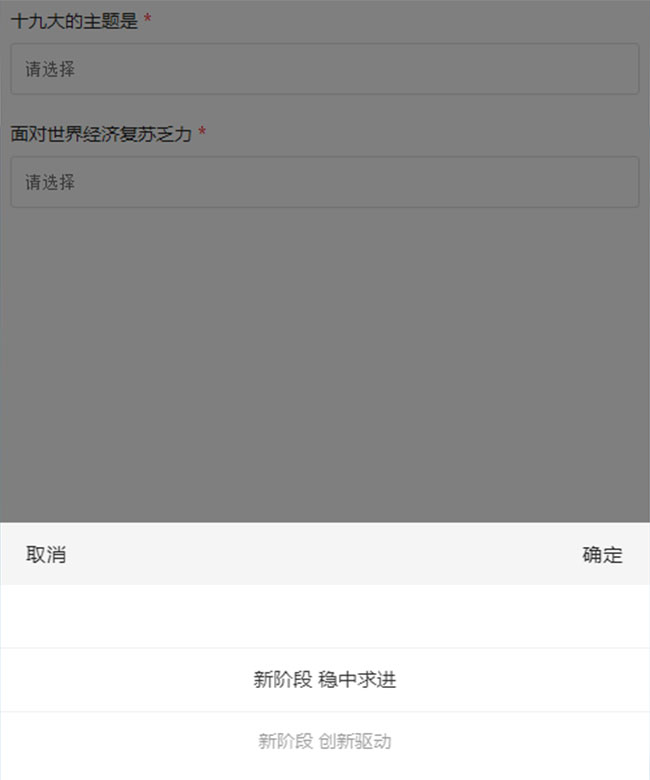 十九大的主题是 *
请选择
面对世界经济复苏乏力 *
请选择
取消 确定
新阶段 稳中求进
新阶段 创新驱动